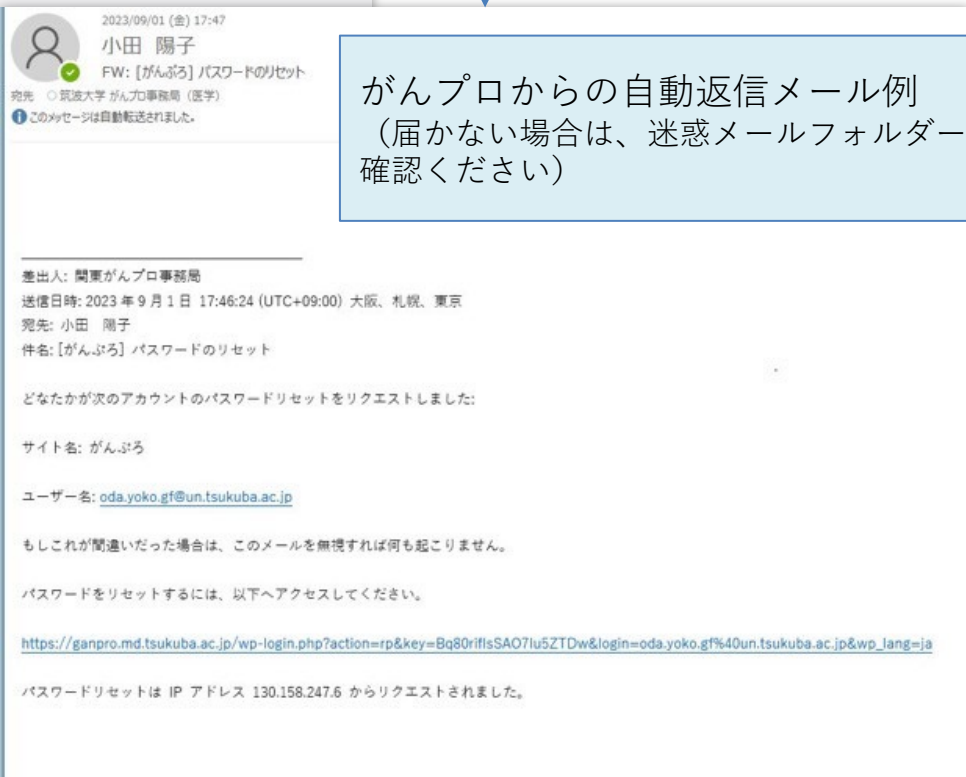 2023/09/01 (金) 17:47
小田 陽子
FW: [がんぷろ] パスワードのリセット
宛先 ○筑波大学 がんプロ事務局 (医学)
このメッセージは自動転送されました。
がんプロからの自動返信メール例
（届かない場合は、迷惑メールフォルダー
確認ください）
差出人: 関東がんプロ事務局
送信日時: 2023 年 9 月 1 日 17:46:24 (UTC+09:00) 大阪、札幌、東京
宛先: 小田 陽子
件名: [がんぷろ] パスワードのリセット
どなたかが次のアカウントのパスワードリセットをリクエストしました:
サイト名: がんぷろ
ユーザー名: oda.yoko.gf@un.tsukuba.ac.jp
もしこれが間違いだった場合は、このメールを無視すれば何も起こりません。
パスワードをリセットするには、以下へアクセスしてください。
https://ganpro.md.tsukuba.ac.jp/wp-login.php?action=rp&key=Bq80riflsSAO7lu5ZTDw&login=oda.yoko.gf%40un.tsukuba.ac.jp&wp_lang=ja
パスワードリセットは IP アドレス 130.158.247.6 からリクエストされました。